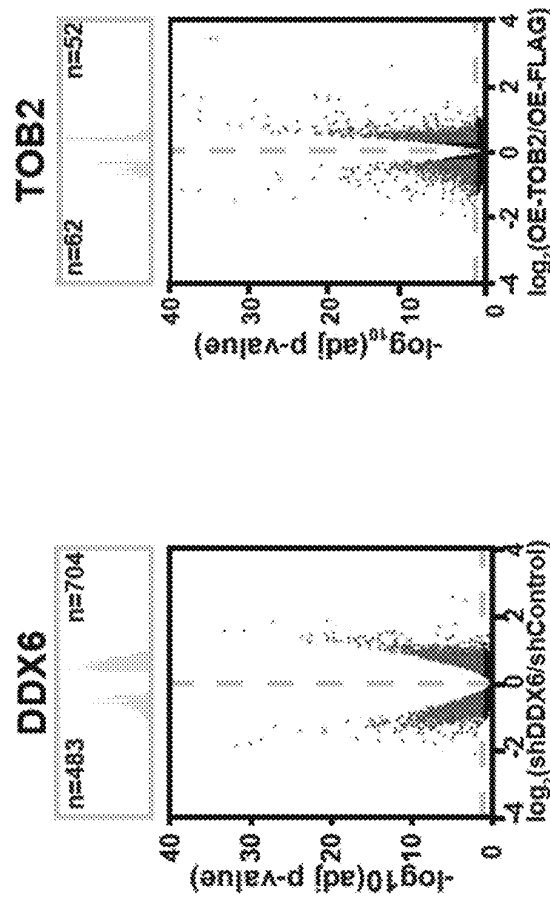 DDX6
n=483 n=704
-log10(adj p-value)
40
30
20
10
0
-4 -2 0 2 4
log2(shDDX6/shControl)
TOB2
n=62 n=52
-log10(adj p-value)
40
30
20
10
0
-4 -2 0 2 4
log2(OE-TOB2/OE-FLAG)